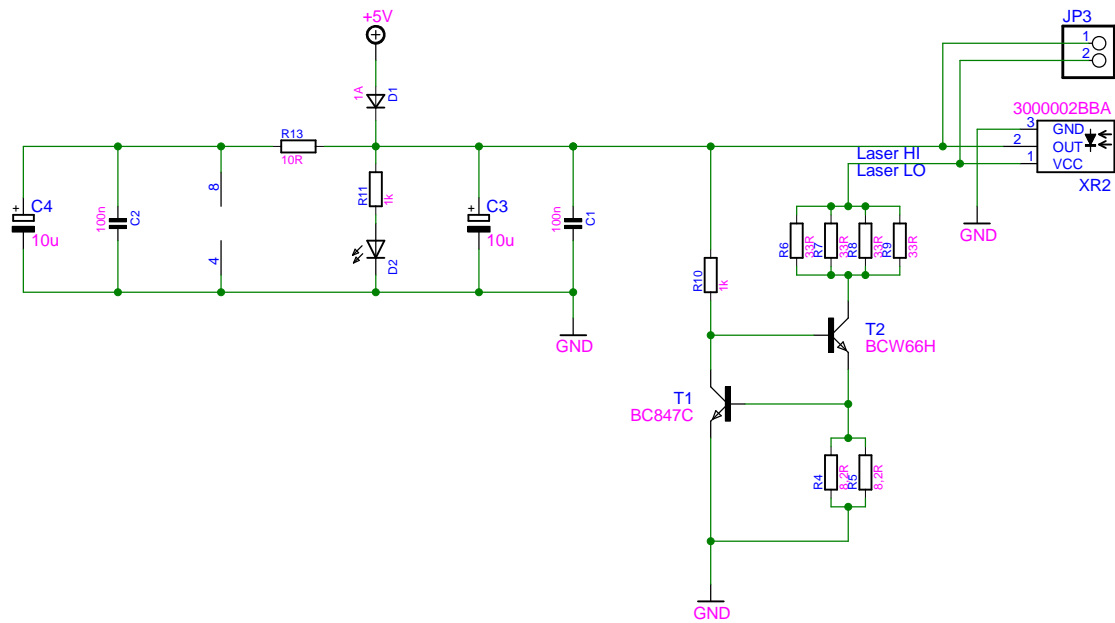 +5V
JP3
1
2
1A
D1
3000002BBA
3
GND
2
OUT
1
VCC
XR2
R13
10R
Laser HI
Laser LO
8
4
+
C4
10u
100n
C2
R11
1k
D2
+
C3
10u
100n
C1
GND
GND
R6
33R
R7
33R
R8
33R
R9
33R
R10
1k
T2
BCW66H
T1
BC847C
R4
8,2R
R5
8,2R
GND